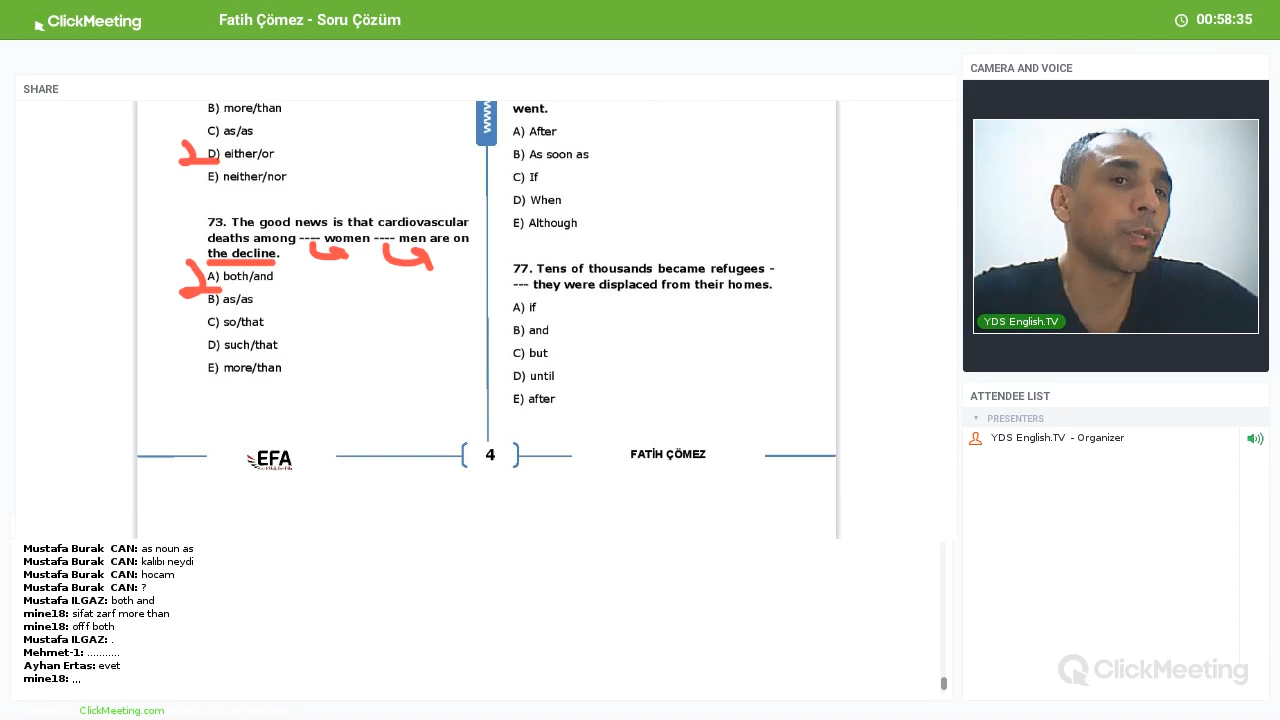 ClickMeeting
Fatih Çömez - Soru Çözüm
00:58:35
SHARE
B) more/than
C) as/as
D) either/or
E) neither/nor
73. The good news is that cardiovascular
deaths among ---- women ---- men are on
the decline.
A) both/and
B) as/as
C) so/that
D) such/that
E) more/than
www
went.
A) After
B) As soon as
C) If
D) When
E) Although
77. Tens of thousands became refugees -
--- they were displaced from their homes.
A) if
B) and
C) but
D) until
E) after
EFA
4
FATİH ÇÖMEZ
CAMERA AND VOICE
YDS English.TV
ATTENDEE LIST
PRESENTERS
YDS English.TV - Organizer
Mustafa Burak CAN: as noun as
Mustafa Burak CAN: kalıbı neydi
Mustafa Burak CAN: hocam
Mustafa Burak CAN: ?
Mustafa ILGAZ: both and
mine18: sifat zarf more than
mine18: offf both
Mustafa ILGAZ: .
Mehmet-1: ...........
Ayhan Ertas: evet
mine18: ...
ClickMeeting
ClickMeeting.com